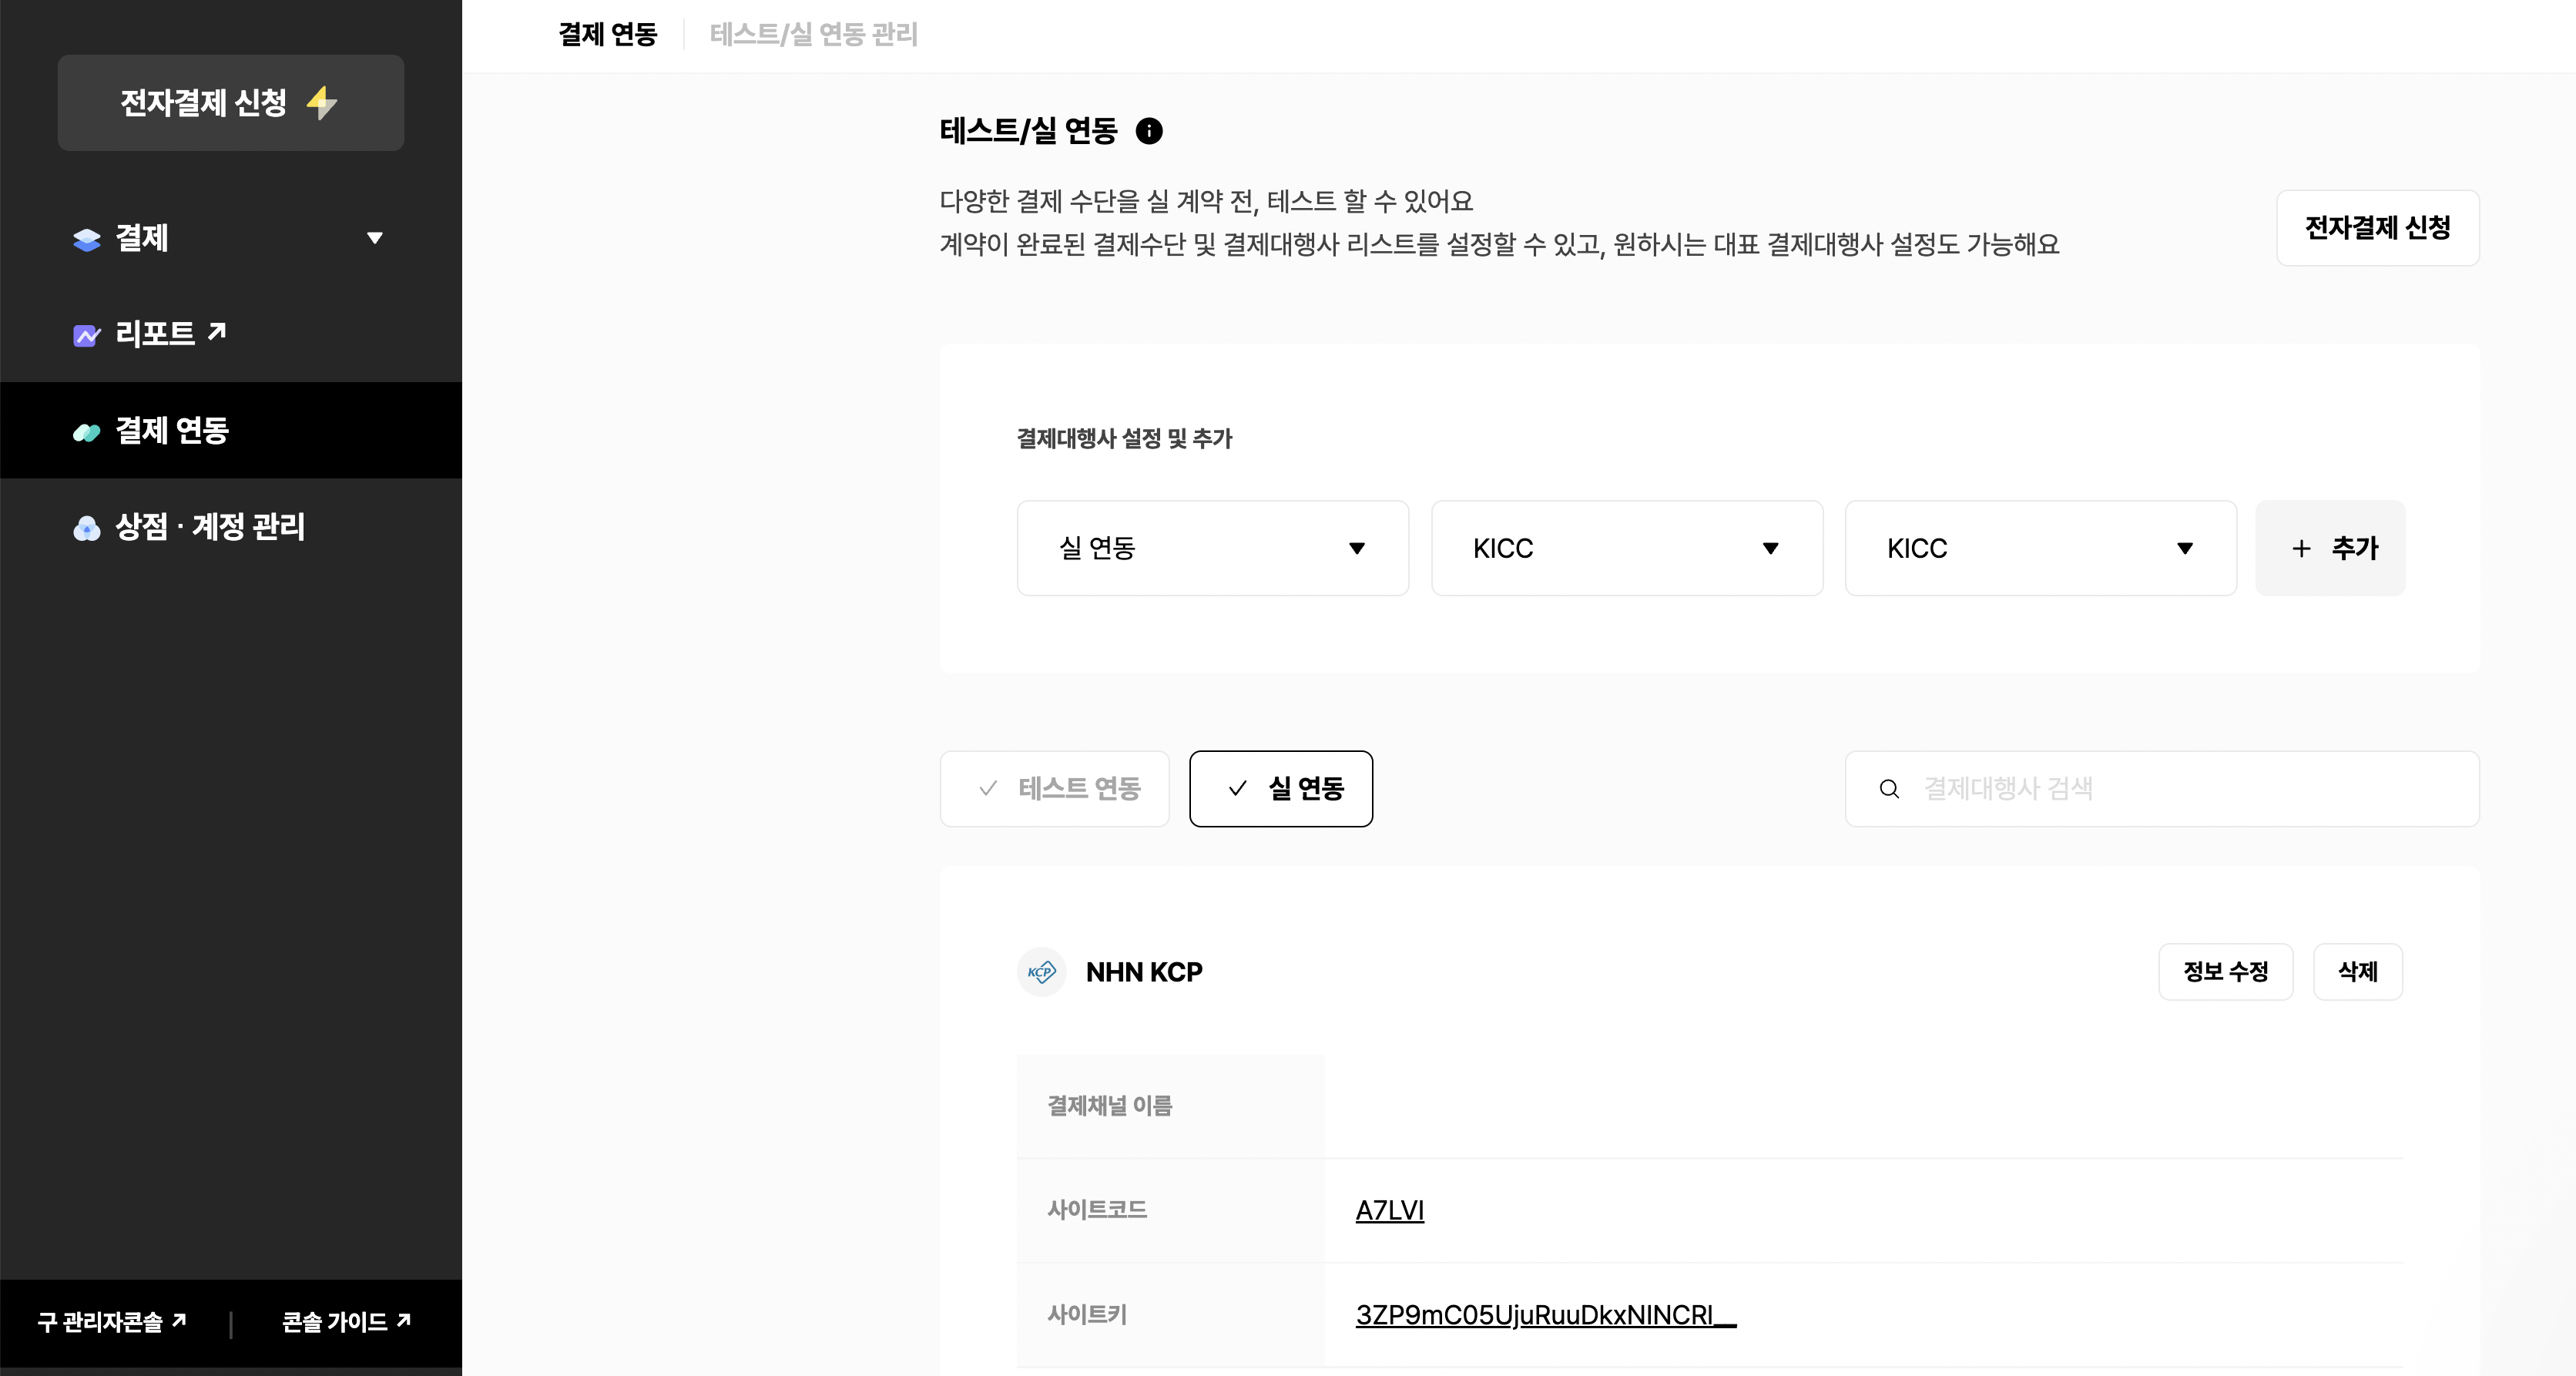 전자결제 신청
결제
리포트
결제 연동
상점 · 계정 관리
구 관리자콘솔
콘솔 가이드
결제 연동
테스트/실 연동 관리
테스트/실 연동
다양한 결제 수단을 실 계약 전, 테스트 할 수 있어요
계약이 완료된 결제수단 및 결제대행사 리스트를 설정할 수 있고, 원하시는 대표 결제대행사 설정도 가능해요
전자결제 신청
결제대행사 설정 및 추가
실 연동
KICC
KICC
+ 추가
테스트 연동
실 연동
결제대행사 검색
KCP
NHN KCP
정보 수정
삭제
결제채널 이름
사이트코드
A7LVI
사이트키
3ZP9mC05UjuRuuDkxNINCRI__